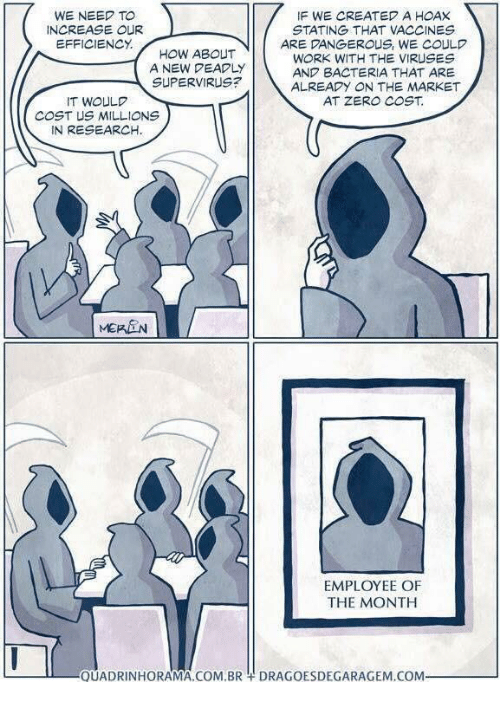 WE NEED TO
INCREASE OUR
EFFICIENCY.
HOW ABOUT
A NEW DEADLY
SUPERVIRUS?
IT WOULD
COST US MILLIONS
IN RESEARCH.
MERLIN
IF WE CREATED A HOAX
STATING THAT VACCINES
ARE DANGEROUS, WE COULD
WORK WITH THE VIRUSES
AND BACTERIA THAT ARE
ALREADY ON THE MARKET
AT ZERO COST.
EMPLOYEE OF
THE MONTH
QUADRINHORAMA.COM.BR + DRAGOESDEGARAGEM.COM